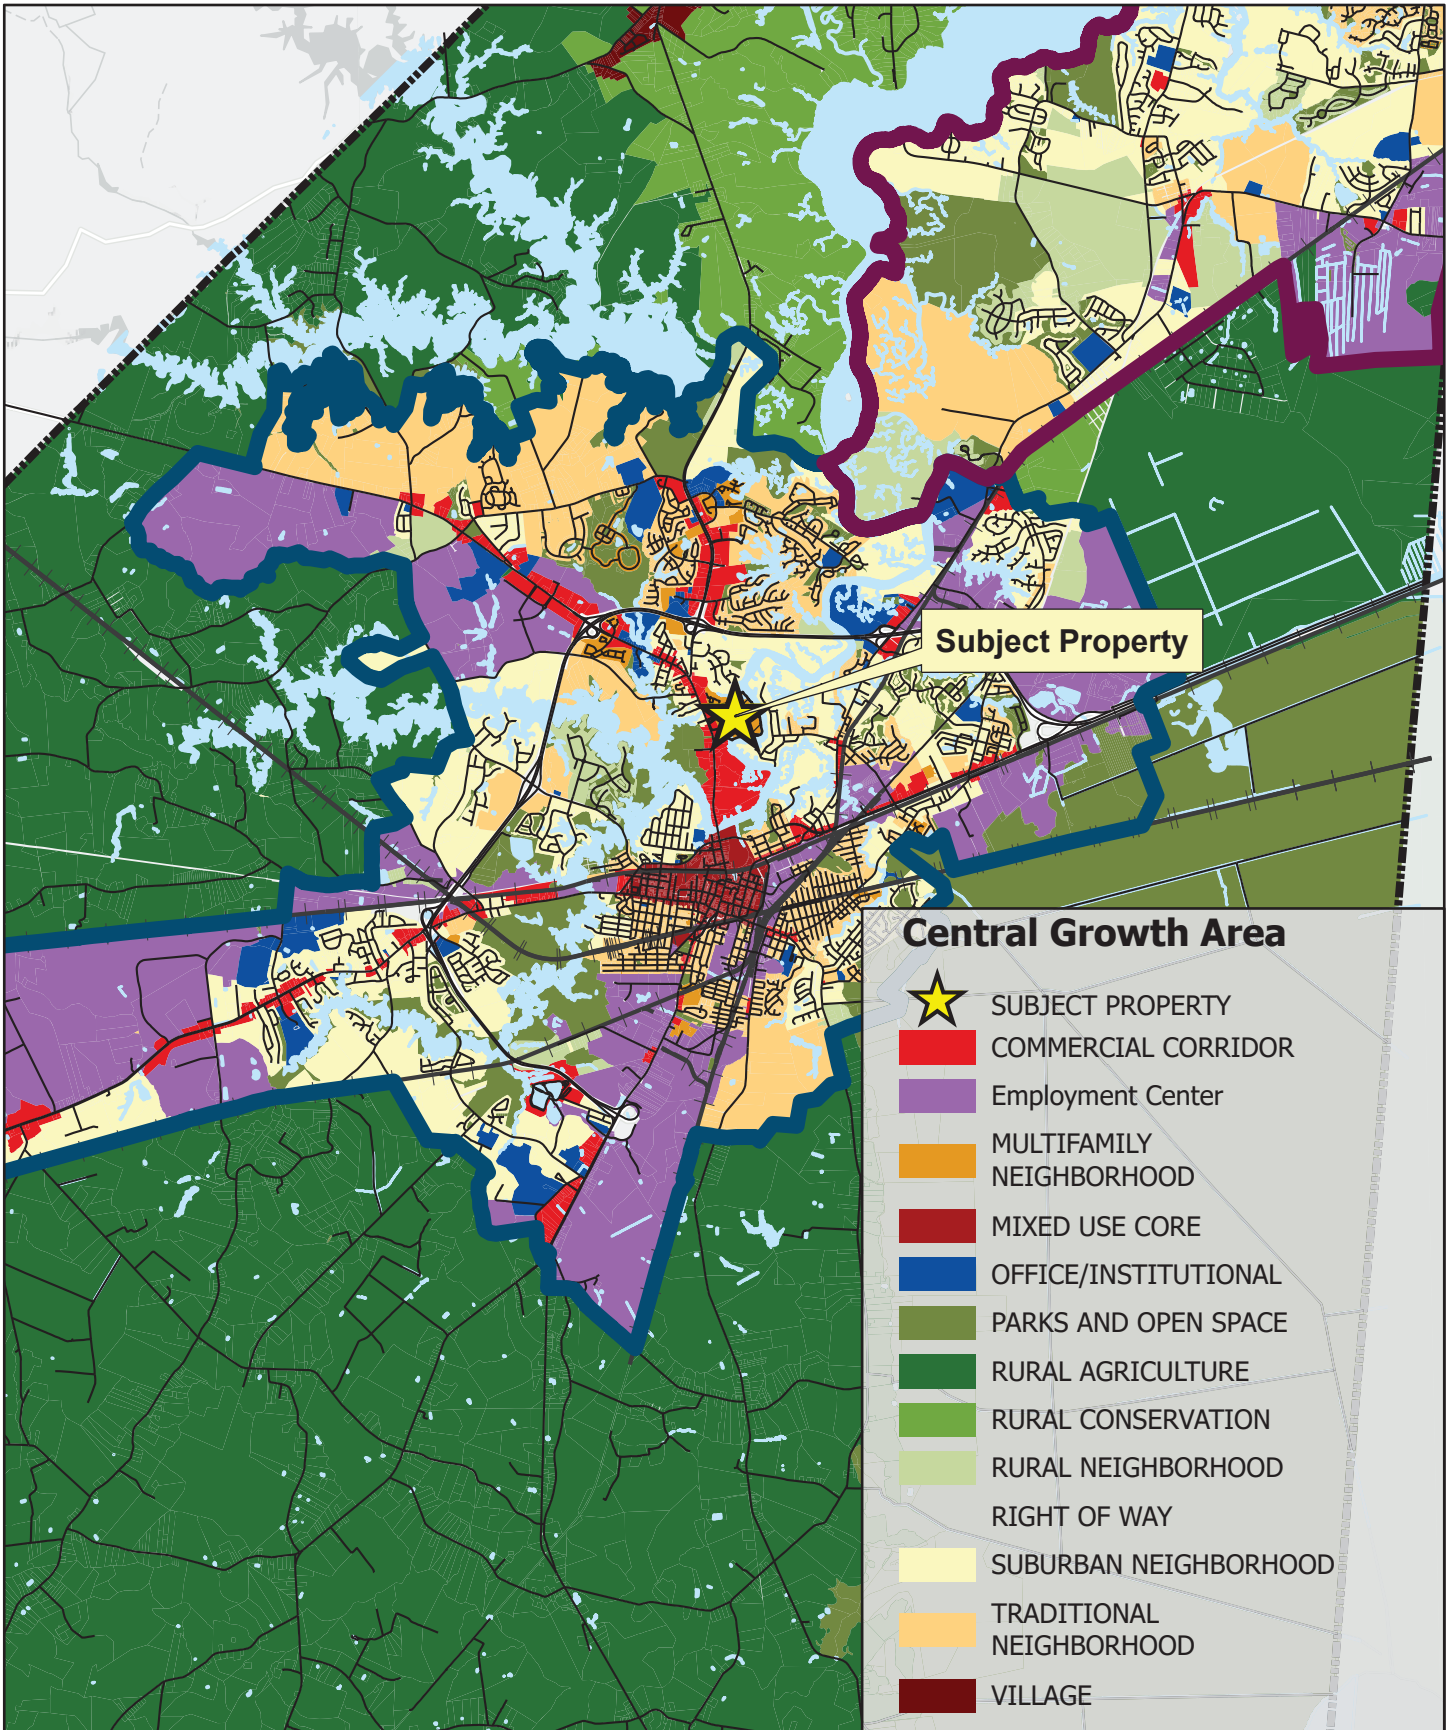 Subject Property
Central Growth Area
SUBJECT PROPERTY
COMMERCIAL CORRIDOR
Employment Center
MULTIFAMILY
NEIGHBORHOOD
MIXED USE CORE
OFFICE/INSTITUTIONAL
PARKS AND OPEN SPACE
RURAL AGRICULTURE
RURAL CONSERVATION
RURAL NEIGHBORHOOD
RIGHT OF WAY
SUBURBAN NEIGHBORHOOD
TRADITIONAL
NEIGHBORHOOD
VILLAGE